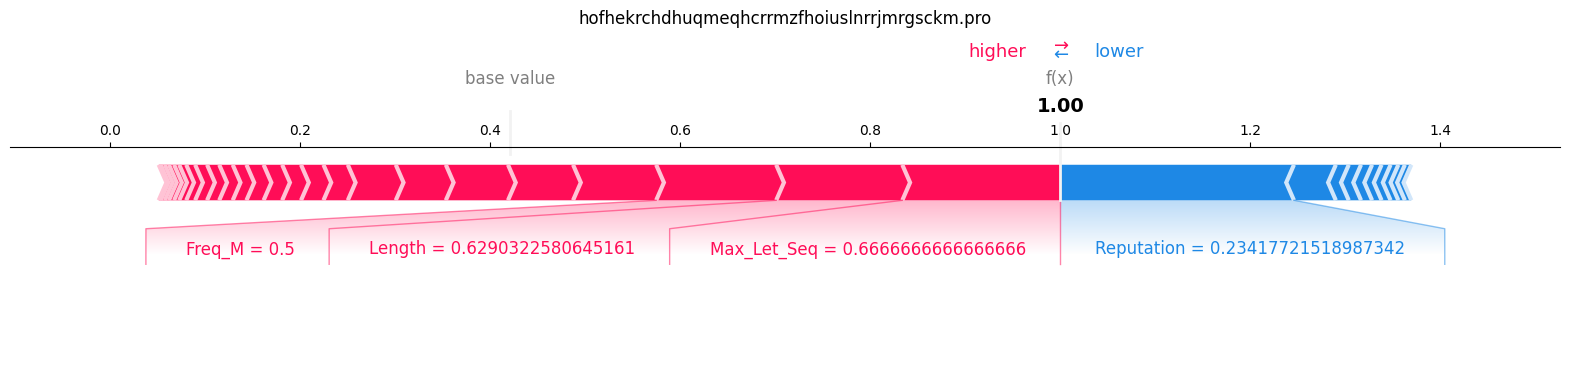 hofhekrchdhuqmeqhcrrmzfhoiuslnrrjmrgsckm.pro
higher ⇄ lower
base value f(x)
1.00
0.0 0.2 0.4 0.6 0.8 1.0 1.2 1.4
Freq_M = 0.5 Length = 0.6290322580645161 Max_Let_Seq = 0.6666666666666666 Reputation = 0.23417721518987342